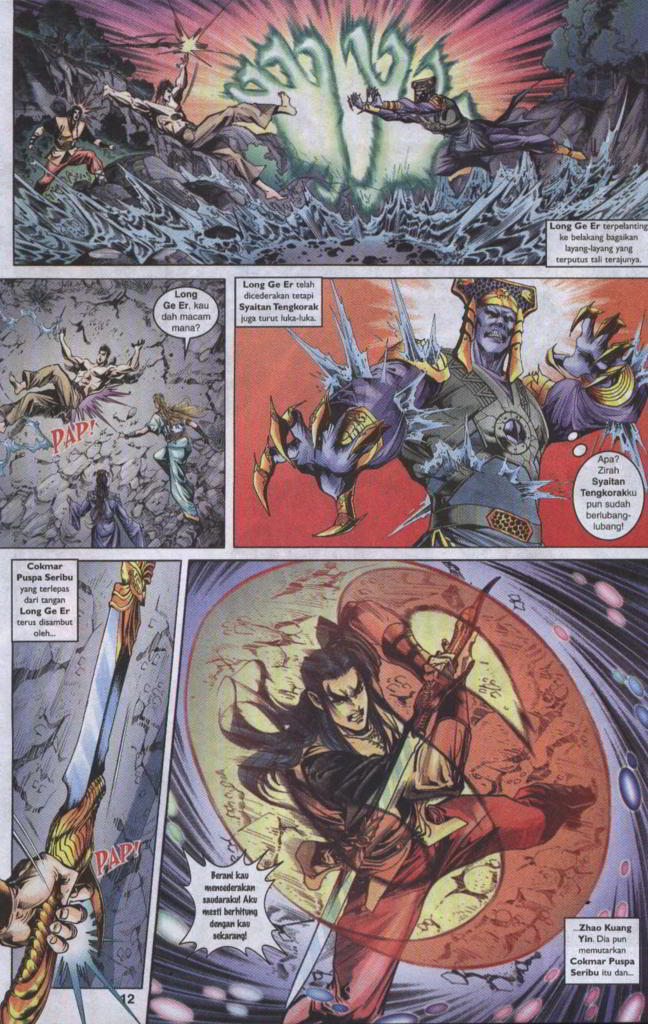 Long Ge Er terpelanting
ke belakang bagaikan
layang-layang yang
terputus tali terajunya.
Long
Ge Er, kau
dah macam
mana?
PAP!
Long Ge Er telah
dicederakan tetapi
Syaitan Tengkorak
juga turut luka-luka.
Apa?
Zirah
Syaitan
Tengkorakku
pun sudah
berlubang-
lubang!
Cokmar
Puspa Seribu
yang terlepas
dari tangan
Long Ge Er
terus disambut
oleh...
PAP!
Berani kau
mencederakan
saudaraku! Aku
mesti berhitung
dengan kau
sekarang!
...Zhao Kuang
Yin. Dia pun
memutarkan
Cokmar Puspa
Seribu itu dan...
12